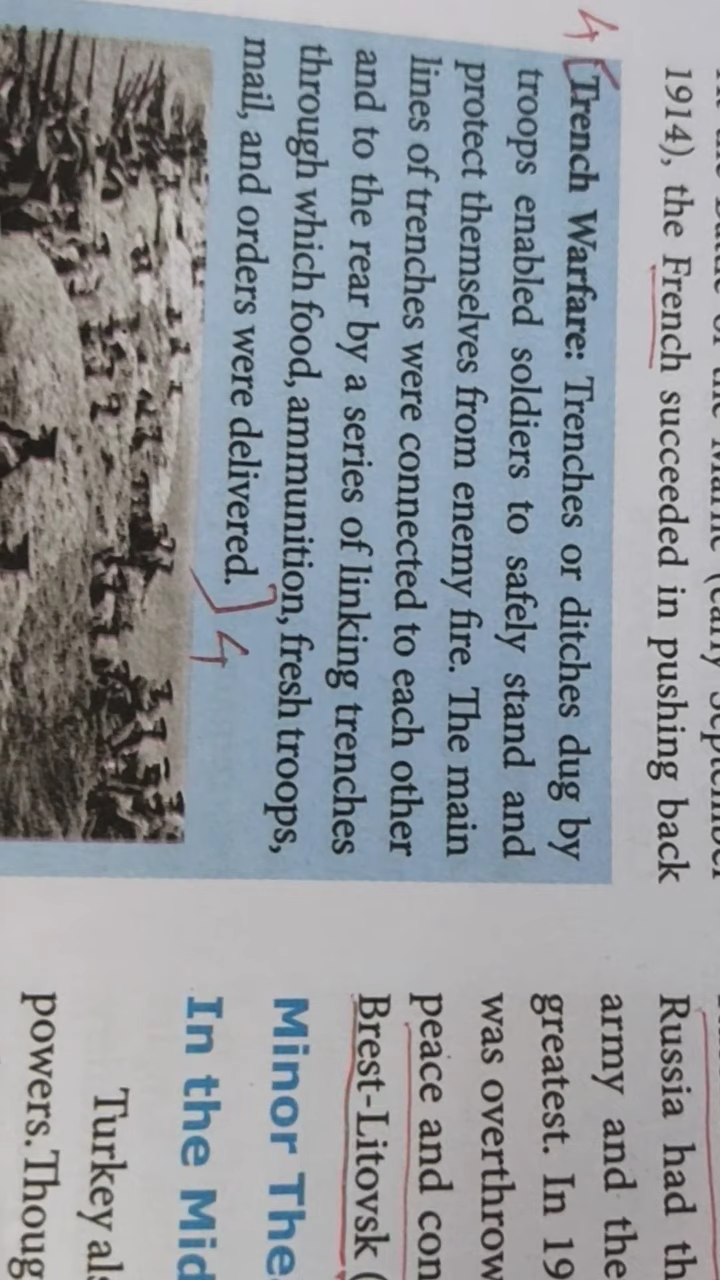 1914), the French succeeded in pushing back
4
Trench Warfare: Trenches or ditches dug by
troops enabled soldiers to safely stand and
protect themselves from enemy fire. The main
lines of trenches were connected to each other
and to the rear by a series of linking trenches
through which food, ammunition, fresh troops,
mail, and orders were delivered.
4
Russia had th
army and the
greatest. In 19
was overthrow
peace and con
Brest-Litovsk (
Minor The
In the Mid
Turkey als
powers. Thoug